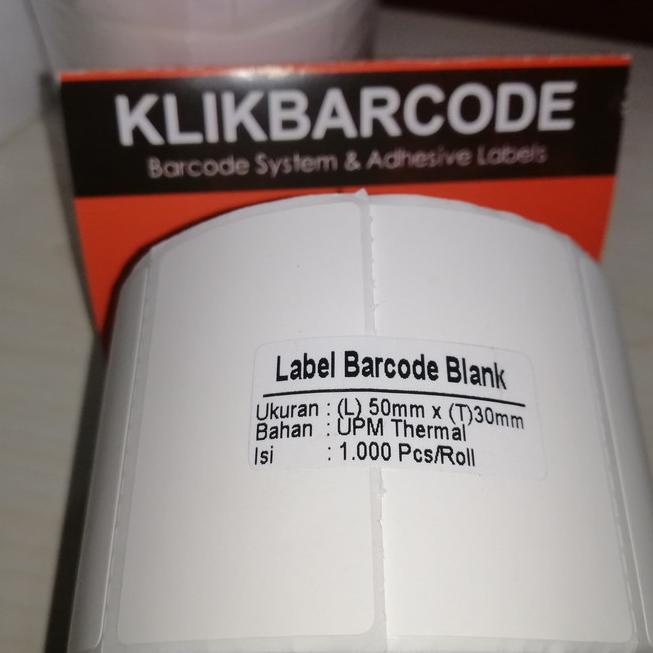 KLIKBARCODE
Barcode System & Adhesive Labels
Label Barcode Blank
Ukuran : (L) 50mm x (T)30mm
Bahan : UPM Thermal
Isi : 1.000 Pcs/Roll